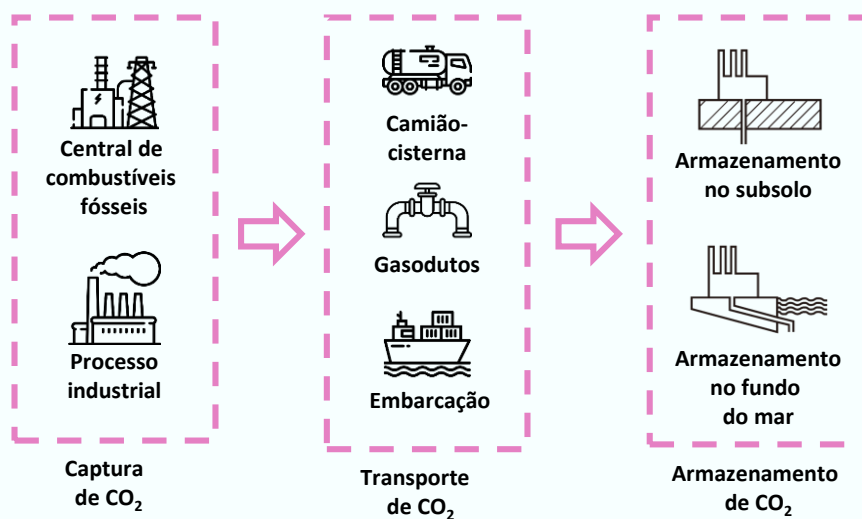 Central de
combustíveis
fósseis
Processo
industrial
Captura
de CO₂
Camião-
cisterna
Gasodutos
Embarcação
Transporte
de CO₂
Armazenamento
no subsolo
Armazenamento
no fundo
do mar
Armazenamento
de CO₂